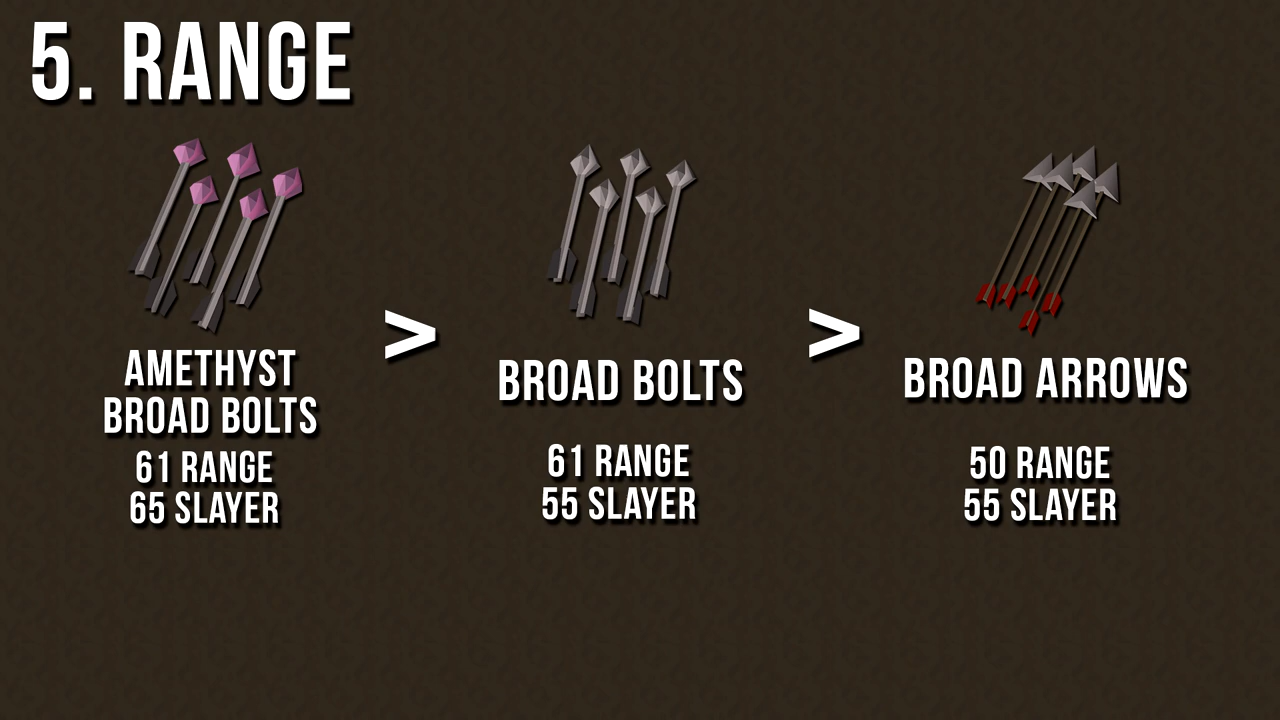 5. RANGE
>
>
AMETHYST
BROAD BOLTS
61 RANGE
65 SLAYER
BROAD BOLTS
61 RANGE
55 SLAYER
BROAD ARROWS
50 RANGE
55 SLAYER